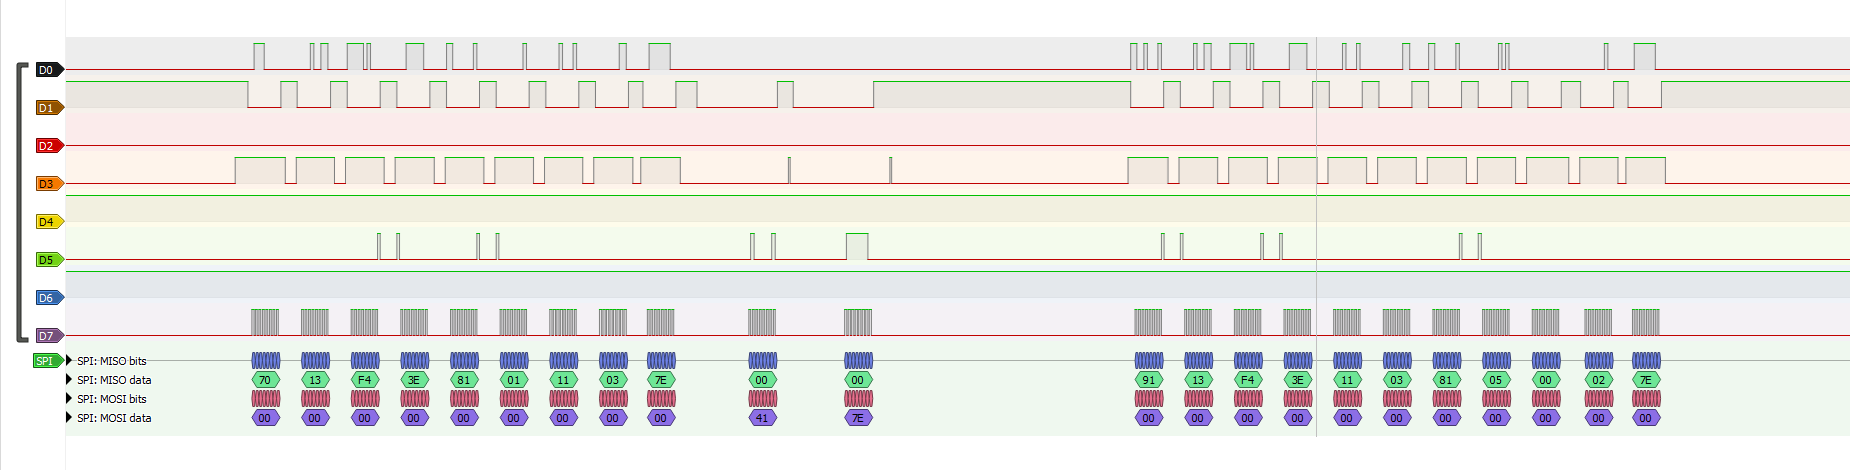 D0
D1
D2
D3
D4
D5
D6
D7
SPI SPI: MISO bits
SPI: MISO data 70 13 F4 3E 81 01 11 03 7E 00 00 91 13 F4 3E 11 03 81 05 00 02 7E
SPI: MOSI bits
SPI: MOSI data 00 00 00 00 00 00 00 00 00 41 7E 00 00 00 00 00 00 00 00 00 00 00